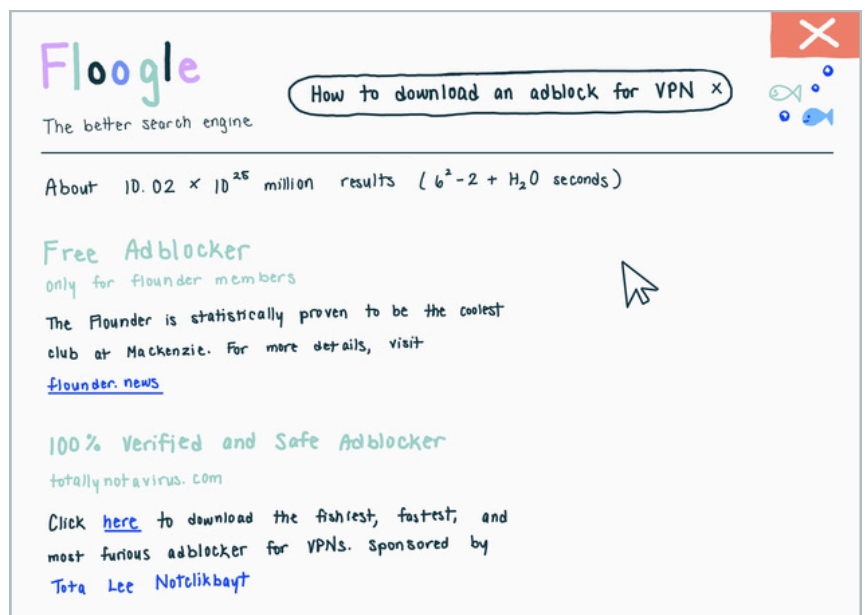 Floogle
The better search engine
How to download an adblock for VPN ×
About 10.02 × 10²⁵ million results (6²-2 + H₂O seconds)
Free Adblocker
only for flounder members
The Flounder is statistically proven to be the coolest
club at Mackenzie. For more details, visit
flounder.news
100% Verified and Safe Adblocker
totallynotavirus.com
Click here to download the fishiest, fastest, and
most furious adblocker for VPNs. Sponsored by
Tota Lee Notclikbayt